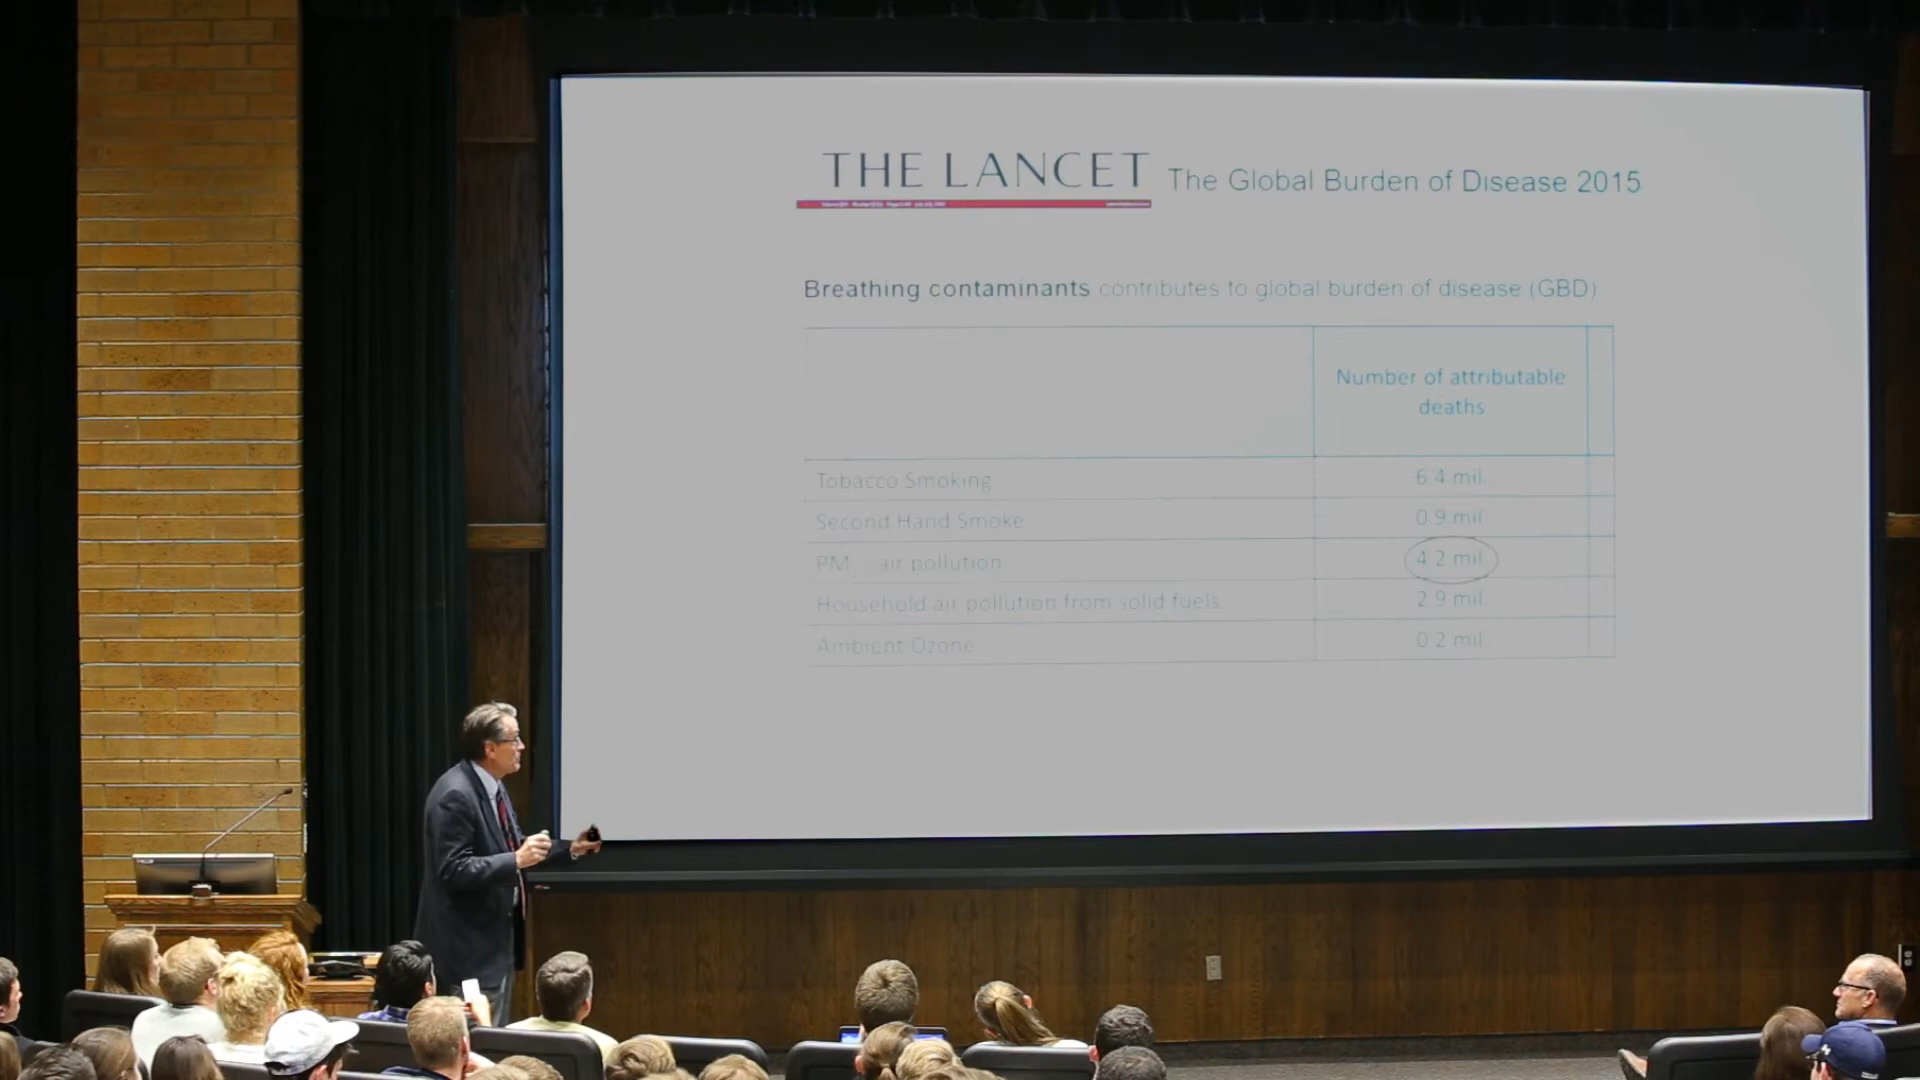 THE LANCET The Global Burden of Disease 2015
Breathing contaminants contributes to global burden of disease (GBD)
Number of attributable
deaths
Tobacco Smoking 6.4 mil.
Second Hand Smoke 0.9 mil
PM air pollution 4.2 mil
Household air pollution from solid fuels 2.9 mil
Ambient Ozone 0.2 mil